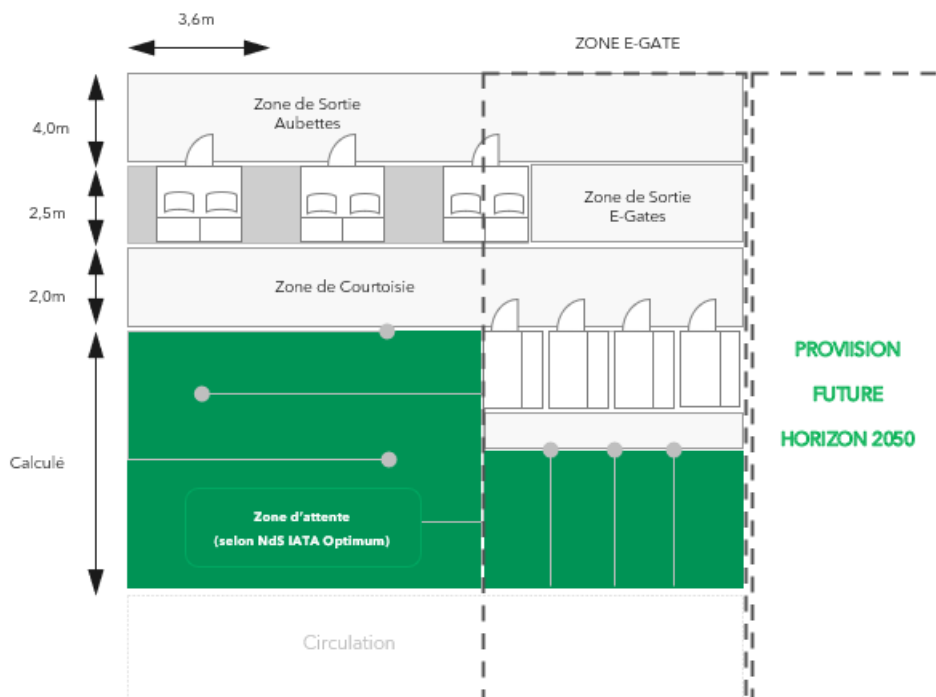 3,6m
ZONE E-GATE
4,0m
Zone de Sortie
Aubettes
2,5m
Zone de Sortie
E-Gates
2,0m
Zone de Courtoisie
PROVIISION
FUTURE
HORIZON 2050
Calculé
Zone d'attente
(selon NdS IATA Optimum)
Circulation